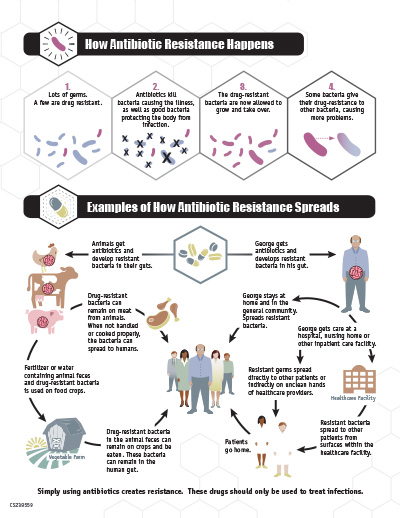 How Antibiotic Resistance Happens
1.
Lots of germs.
A few are drug resistant.
2.
Antibiotics kill
bacteria causing the illness,
as well as good bacteria
protecting the body from
infection.
3.
The drug-resistant
bacteria are now allowed to
grow and take over.
4.
Some bacteria give
their drug-resistance to
other bacteria, causing
more problems.
Examples of How Antibiotic Resistance Spreads
Animals get
antibiotics and
develop resistant
bacteria in their guts.
George gets
antibiotics and
develops resistant
bacteria in his gut.
Drug-resistant
bacteria can
remain on meat
from animals.
When not handled
or cooked properly,
the bacteria can
spread to humans.
George stays at
home and in the
general community.
Spreads resistant
bacteria.
George gets care at a
hospital, nursing home or
other inpatient care facility.
Fertilizer or water
containing animal feces
and drug-resistant bacteria
is used on food crops.
Resistant germs spread
directly to other patients or
indirectly on unclean hands
of healthcare providers.
Healthcare Facility
Vegetable Farm
Drug-resistant bacteria
in the animal feces can
remain on crops and be
eaten. These bacteria
can remain in the
human gut.
Patients
go home.
Resistant bacteria
spread to other
patients from
surfaces within the
healthcare facility.
Simply using antibiotics creates resistance. These drugs should only be used to treat infections.
CS239559